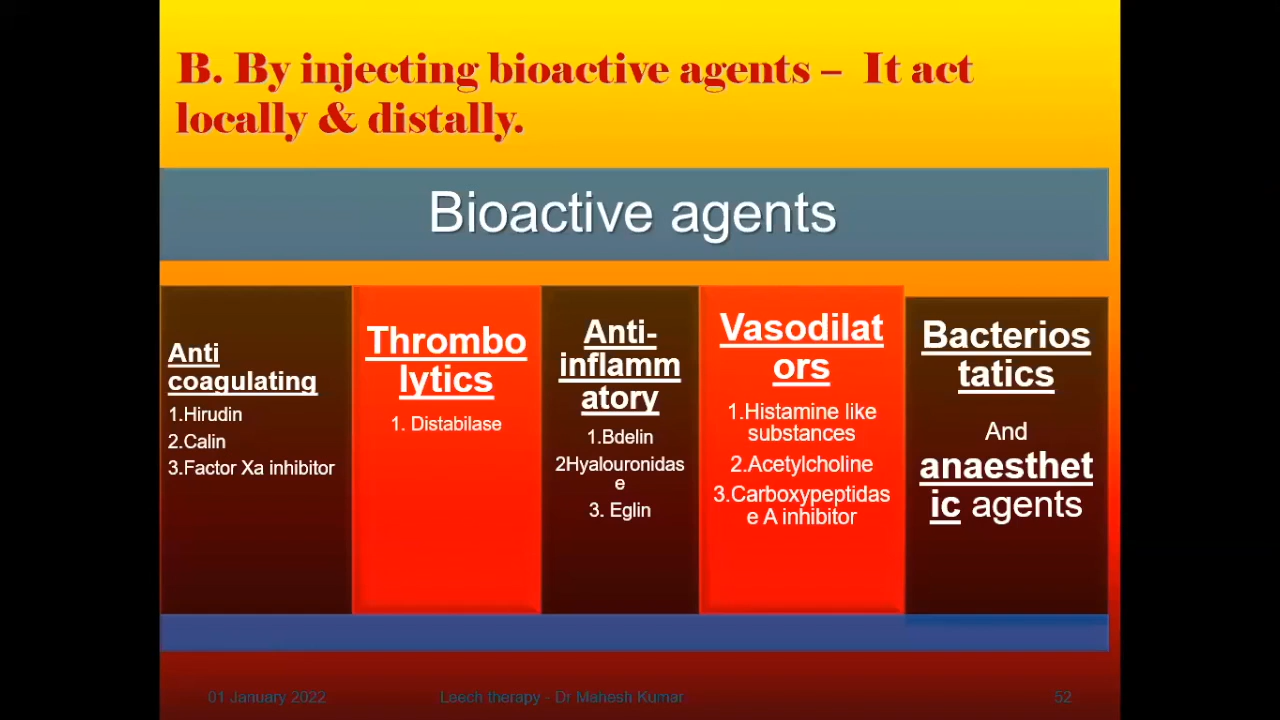 B. By injecting bioactive agents – It act
locally & distally.
Bioactive agents
Anti
coagulating
1.Hirudin
2.Calin
3.Factor Xa inhibitor
Thrombo
lytics
1. Distabilase
Anti-
inflamm
atory
1.Bdelin
2Hyalouronidas
e
3. Eglin
Vasodilat
ors
1.Histamine like
substances
2.Acetylcholine
3.Carboxypeptidas
e A inhibitor
Bacterios
tatics
And
anaesthet
ic agents
01 January 2022
Leech therapy - Dr Mahesh Kumar
52